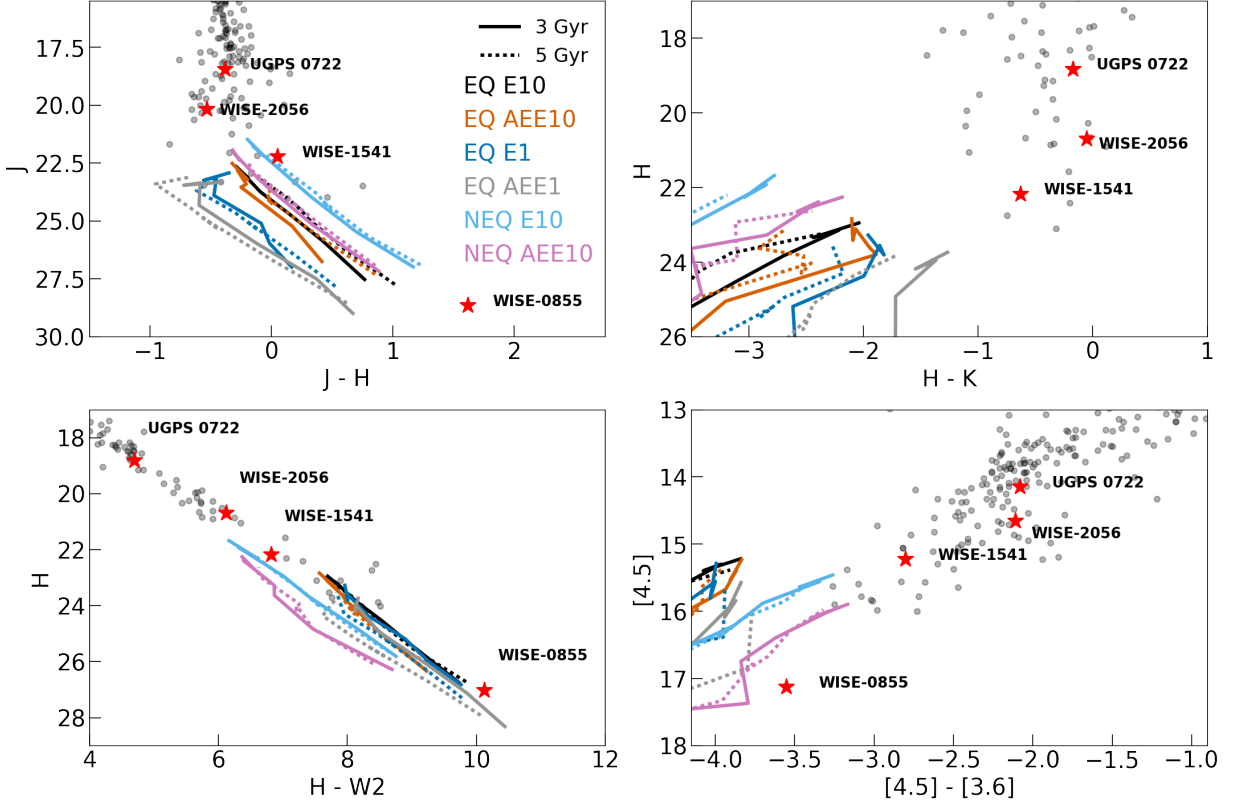 17.5
20.0
22.5
25.0
27.5
30.0
J
−1
0
1
2
J - H
3 Gyr
5 Gyr
EQ E10
EQ AEE10
EQ E1
EQ AEE1
NEQ E10
NEQ AEE10
UGPS 0722
WISE-2056
WISE-1541
WISE-0855
18
20
22
24
26
H
−3
−2
−1
0
1
H - K
UGPS 0722
WISE-2056
WISE-1541
18
20
22
24
26
28
H
4
6
8
10
12
H - W2
UGPS 0722
WISE-2056
WISE-1541
WISE-0855
13
14
15
16
17
18
[4.5]
−4.0
−3.5
−3.0
−2.5
−2.0
−1.5
−1.0
[4.5] - [3.6]
UGPS 0722
WISE-2056
WISE-1541
WISE-0855